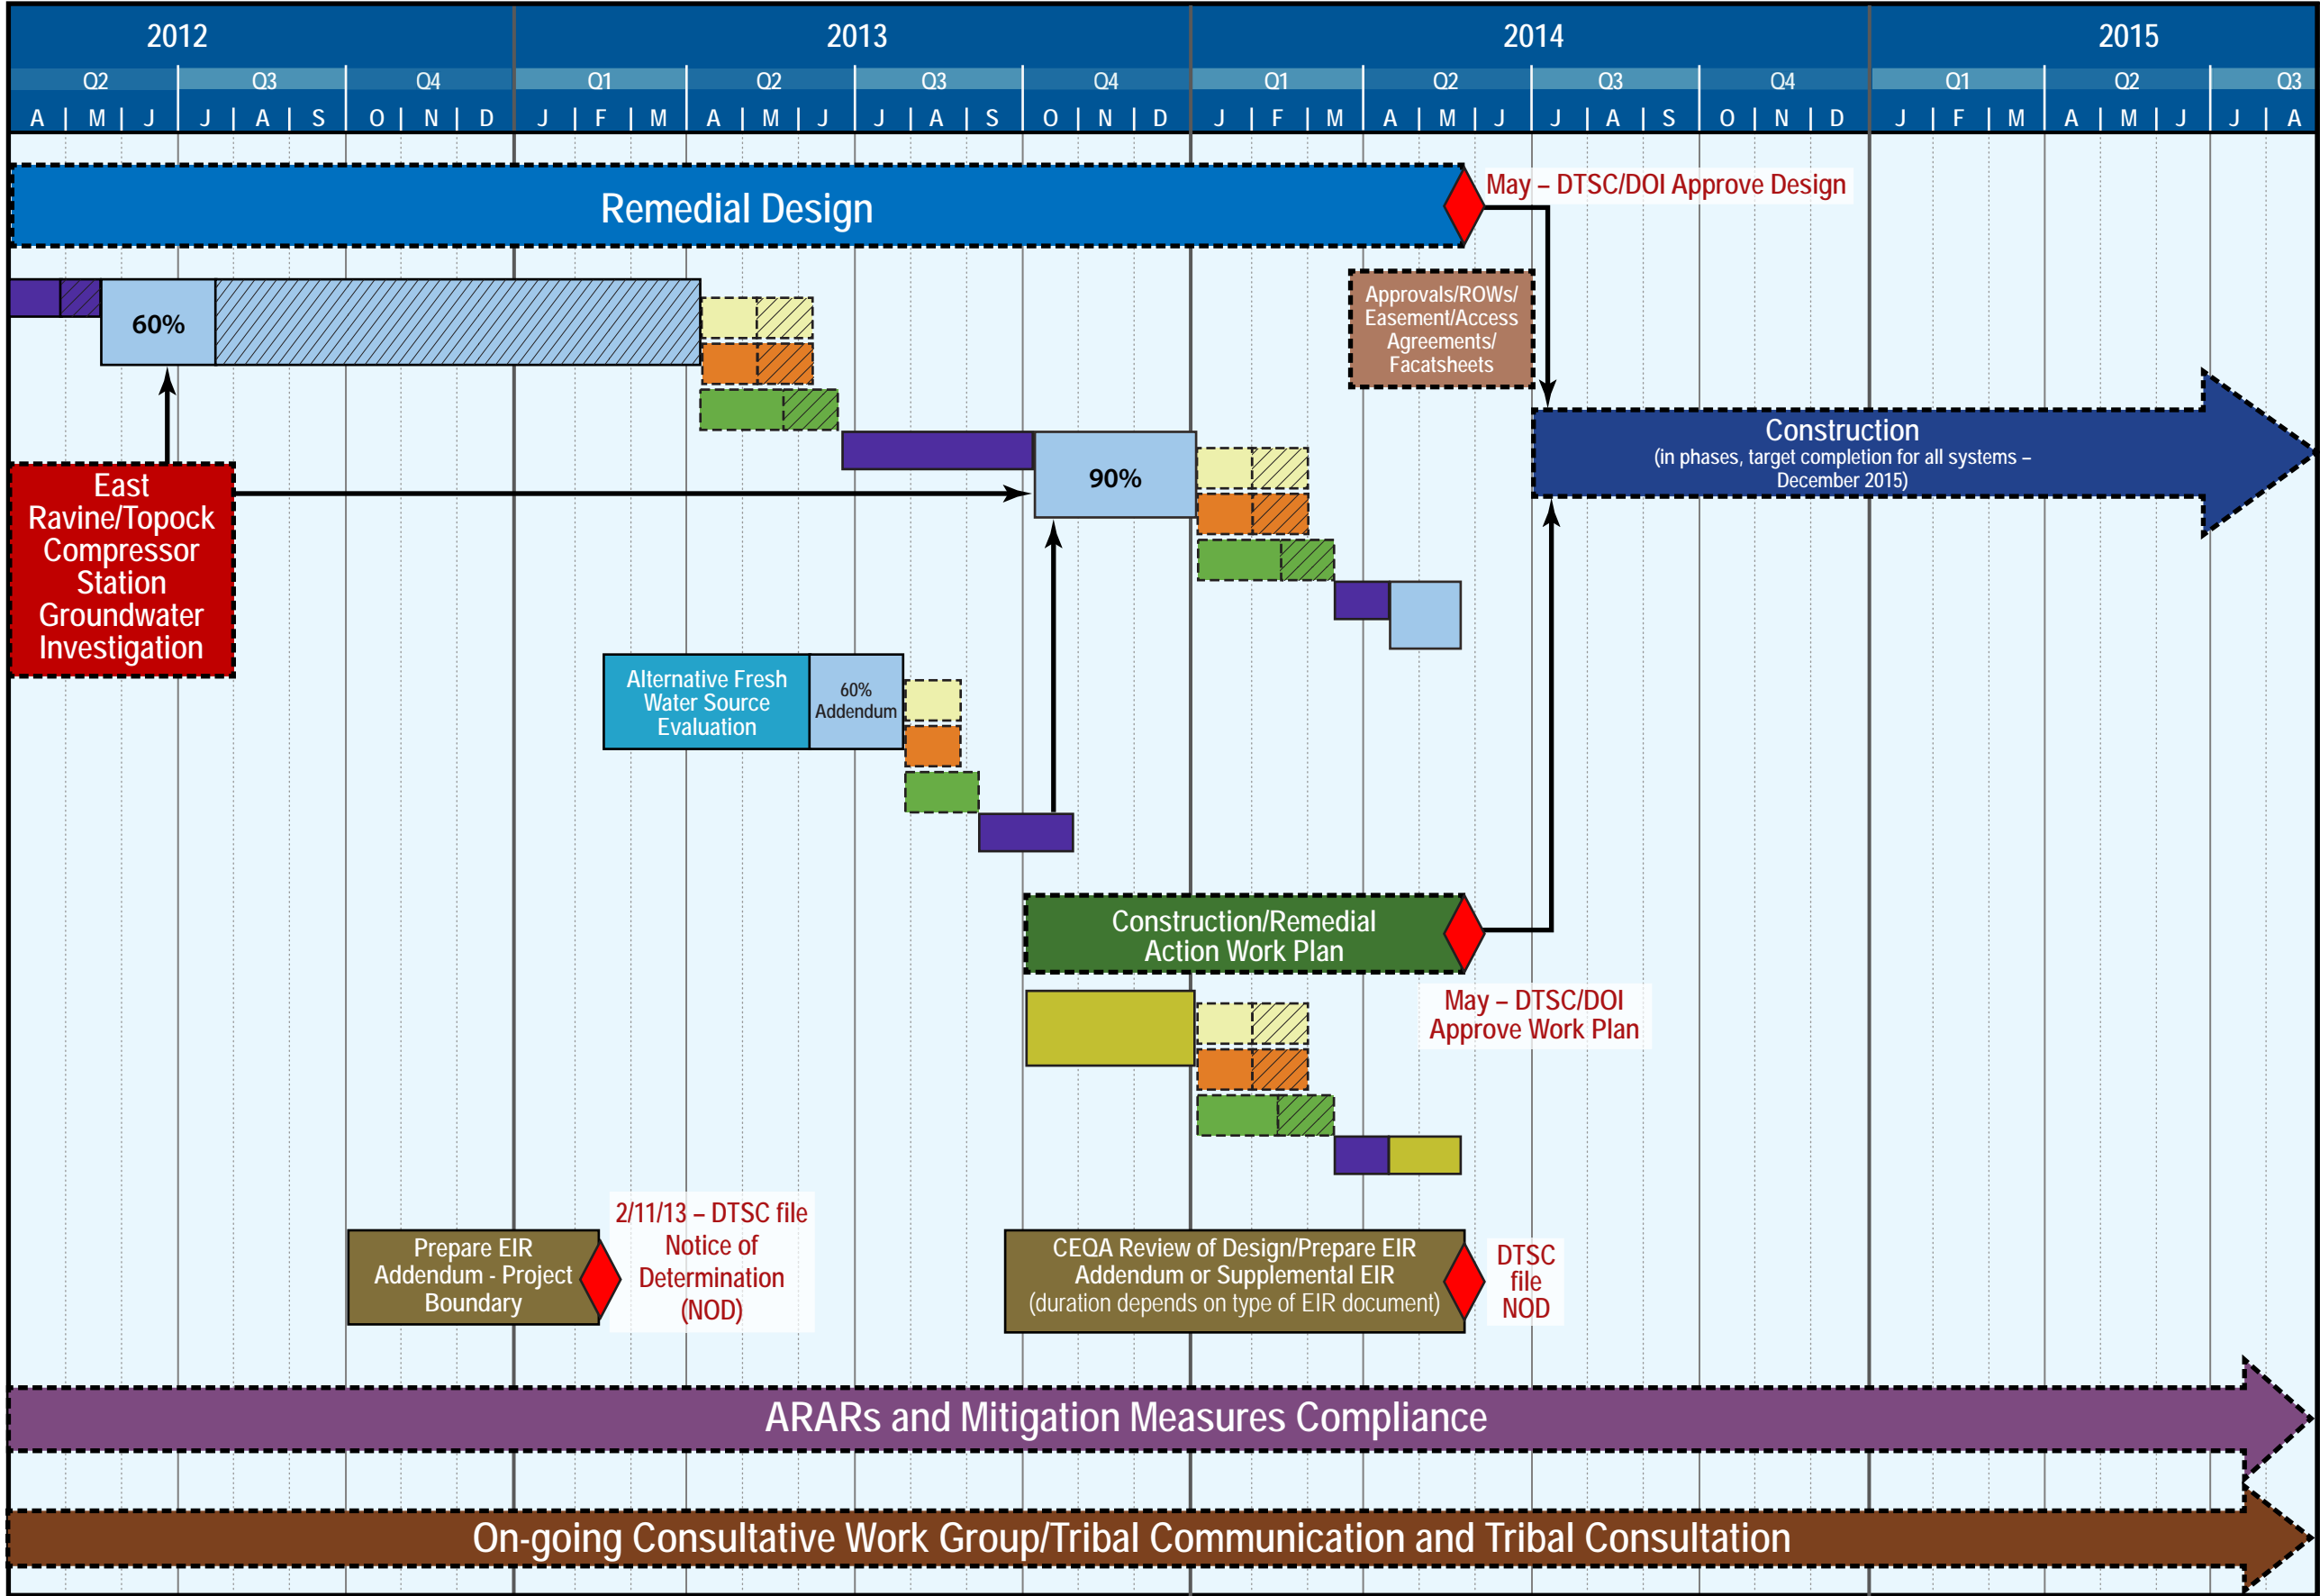 2012 2013 2014 2015
Q2 Q3 Q4 Q1 Q2 Q3 Q4 Q1 Q2 Q3 Q4 Q1 Q2 Q3
A M J J A S O N D J F M A M J J A S O N D J F M A M J J A S O N D J F M A M J J A
Remedial Design
May – DTSC/DOI Approve Design
60%
Approvals/ROWs/
Easement/Access
Agreements/
Facatsheets
Construction
(in phases, target completion for all systems –
December 2015)
90%
East
Ravine/Topock
Compressor
Station
Groundwater
Investigation
Alternative Fresh
Water Source
Evaluation
60%
Addendum
Construction/Remedial
Action Work Plan
May – DTSC/DOI
Approve Work Plan
Prepare EIR
Addendum - Project
Boundary
2/11/13 – DTSC file
Notice of
Determination
(NOD)
CEQA Review of Design/Prepare EIR
Addendum or Supplemental EIR
(duration depends on type of EIR document)
DTSC
file
NOD
ARARs and Mitigation Measures Compliance
On-going Consultative Work Group/Tribal Communication and Tribal Consultation